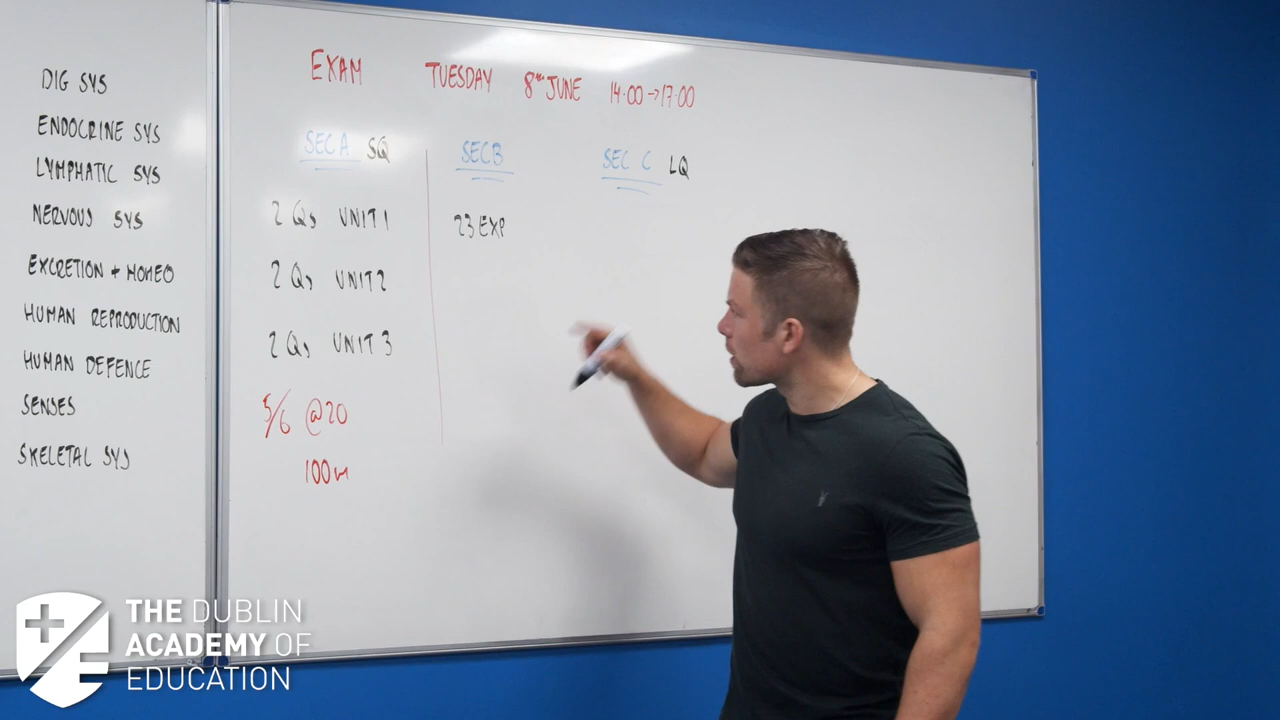 DIG SYS
ENDOCRINE SYS
LYMPHATIC SYS
NERVOUS SYS
EXCRETION + HOMEO
HUMAN REPRODUCTION
HUMAN DEFENCE
SENSES
SKELETAL SYS
EXAM TUESDAY 8TH JUNE 14:00→17:00
SEC A SQ
2 Qs UNIT 1
2 Qs UNIT 2
2 Qs UNIT 3
5/6 @20
100m
SEC B
23 EXP
SEC C LQ
THE DUBLIN
ACADEMY OF
EDUCATION